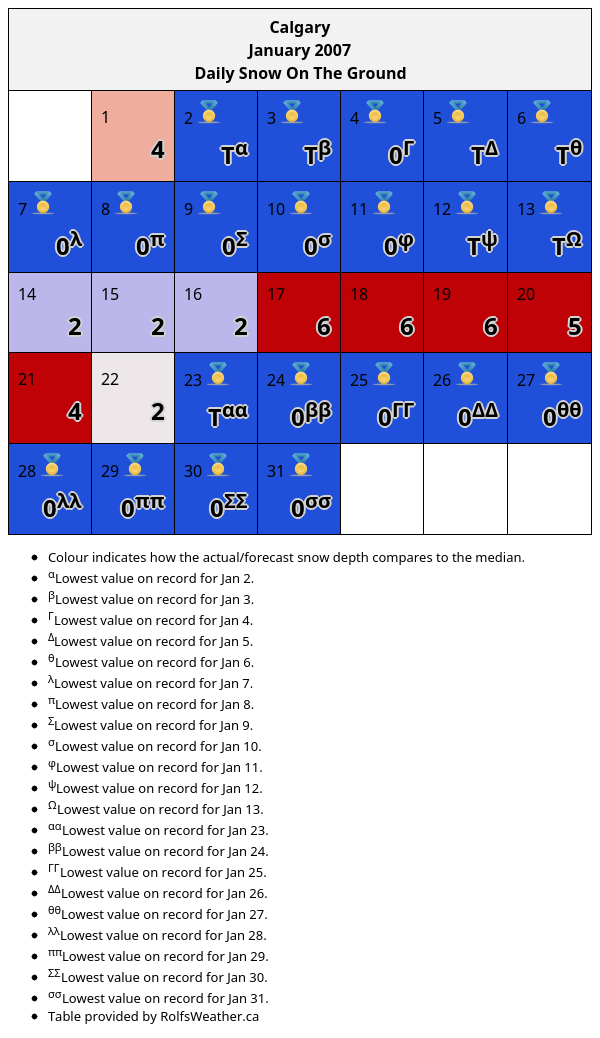 Calgary
January 2007
Daily Snow On The Ground
1 2 3 4 5 6
4 Tα Tβ 0Γ TΔ Tθ
7 8 9 10 11 12 13
0λ 0π 0Σ 0σ 0φ Tψ TΩ
14 15 16 17 18 19 20
2 2 2 6 6 6 5
21 22 23 24 25 26 27
4 2 Tαα 0ββ 0ΓΓ 0ΔΔ 0θθ
28 29 30 31
0λλ 0ππ 0ΣΣ 0σσ
• Colour indicates how the actual/forecast snow depth compares to the median.
• αLowest value on record for Jan 2.
• βLowest value on record for Jan 3.
• ΓLowest value on record for Jan 4.
• ΔLowest value on record for Jan 5.
• θLowest value on record for Jan 6.
• λLowest value on record for Jan 7.
• πLowest value on record for Jan 8.
• ΣLowest value on record for Jan 9.
• σLowest value on record for Jan 10.
• φLowest value on record for Jan 11.
• ψLowest value on record for Jan 12.
• ΩLowest value on record for Jan 13.
• ααLowest value on record for Jan 23.
• ββLowest value on record for Jan 24.
• ΓΓLowest value on record for Jan 25.
• ΔΔLowest value on record for Jan 26.
• θθLowest value on record for Jan 27.
• λλLowest value on record for Jan 28.
• ππLowest value on record for Jan 29.
• ΣΣLowest value on record for Jan 30.
• σσLowest value on record for Jan 31.
• Table provided by RolfsWeather.ca